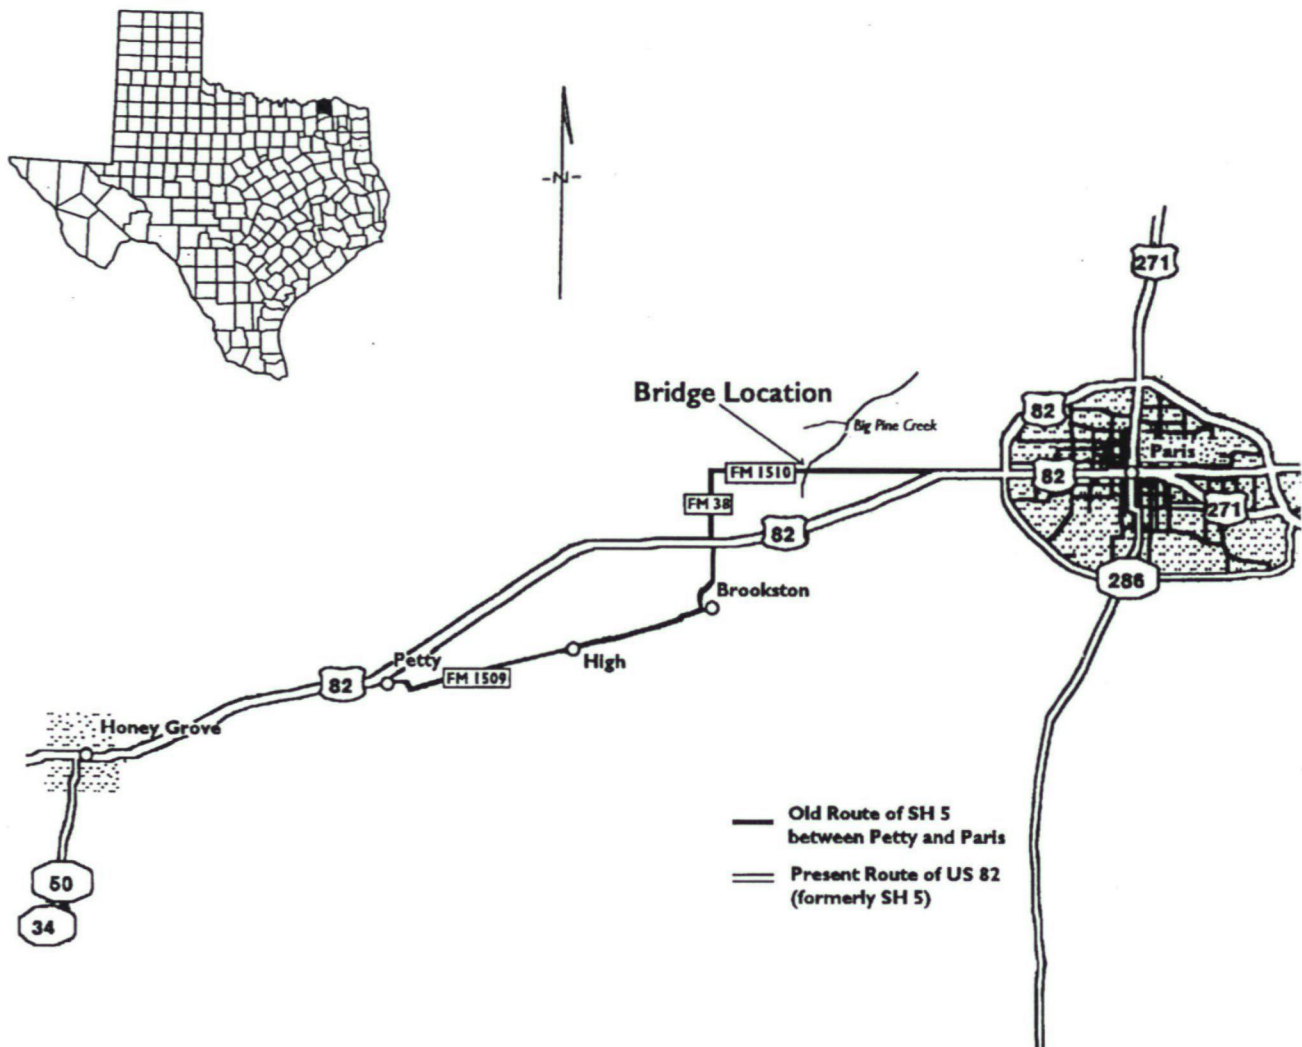 -N-
271
Bridge Location
82
Big Pine Creek
Paris
FM 1510
82
FM 38
271
82
286
Brookston
High
Petty
FM 1509
82
Honey Grove
Old Route of SH 5
between Petty and Paris
Present Route of US 82
(formerly SH 5)
50
34